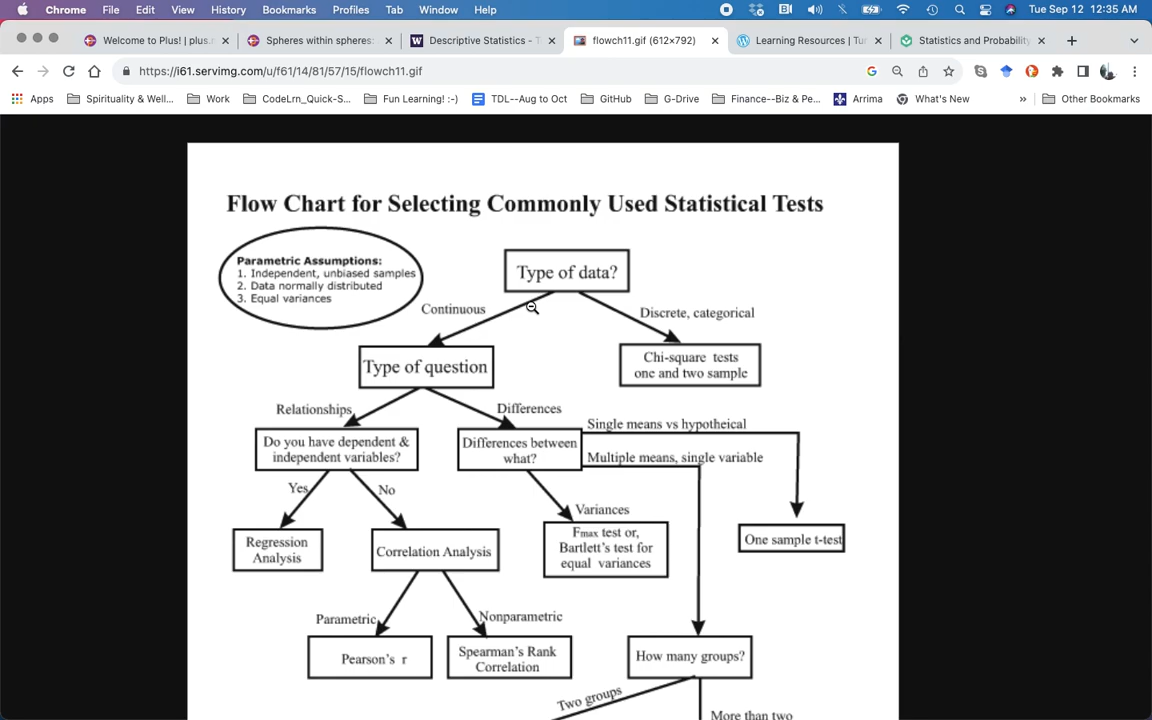 Chrome File Edit View History Bookmarks Profiles Tab Window Help Tue Sep 12 12:35 AM
Welcome to Plus! | plus.r Spheres within spheres: Descriptive Statistics - T flowch11.gif (612×792) Learning Resources | Tu Statistics and Probability
https://i61.servimg.com/u/f61/14/81/57/15/flowch11.gif
Apps Spirituality & Well... Work CodeLrn_Quick-S... Fun Learning! :-) TDL--Aug to Oct GitHub G-Drive Finance--Biz & Pe... Arrima What's New » Other Bookmarks
Flow Chart for Selecting Commonly Used Statistical Tests
Parametric Assumptions:
1. Independent, unbiased samples
2. Data normally distributed
3. Equal variances
Type of data?
Continuous
Discrete, categorical
Type of question
Chi-square tests
one and two sample
Relationships
Differences
Do you have dependent &
independent variables?
Differences between
what?
Single means vs hypotheical
Multiple means, single variable
Yes
No
Variances
Regression
Analysis
Correlation Analysis
Fmax test or,
Bartlett's test for
equal variances
One sample t-test
Parametric
Nonparametric
Pearson's r
Spearman's Rank
Correlation
How many groups?
Two groups
More than two